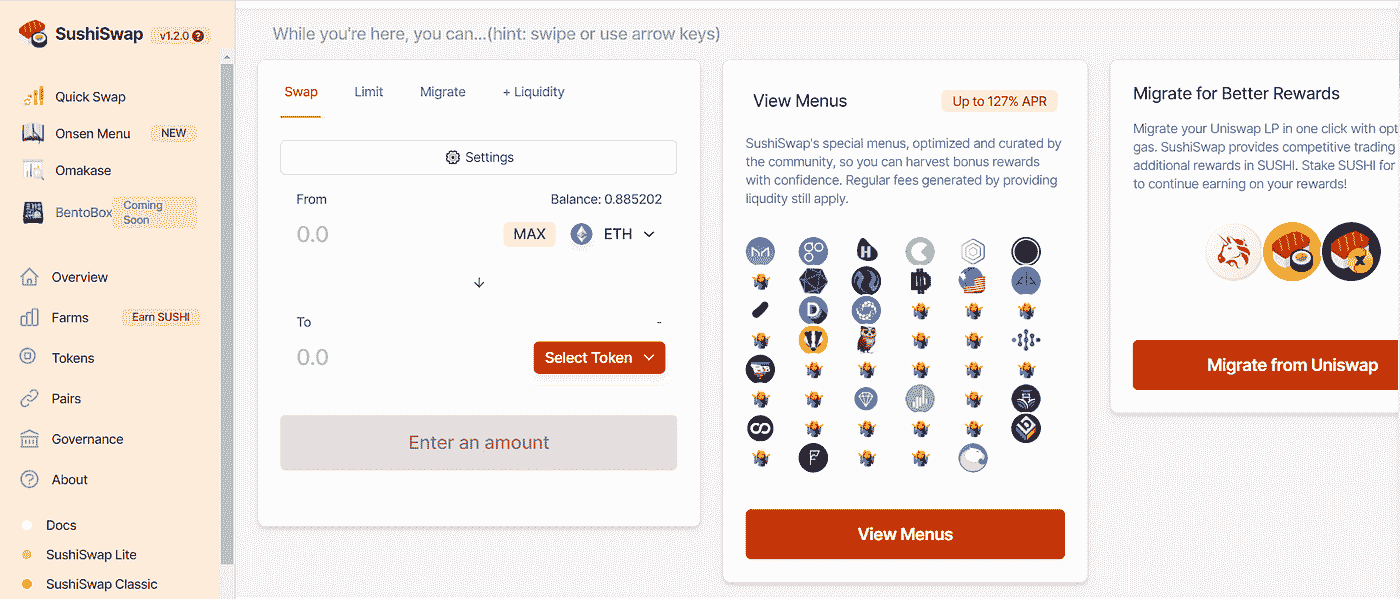 SushiSwap v1.2.0 ?
Quick Swap
Onsen Menu NEW
Omakase
BentoBox Coming
Soon
Overview
Farms Earn SUSHI
Tokens
Pairs
Governance
About
Docs
SushiSwap Lite
SushiSwap Classic
While you're here, you can...(hint: swipe or use arrow keys)
Swap Limit Migrate + Liquidity
Settings
From Balance: 0.885202
0.0 MAX ETH
To -
0.0 Select Token
Enter an amount
View Menus Up to 127% APR
SushiSwap's special menus, optimized and curated by
the community, so you can harvest bonus rewards
with confidence. Regular fees generated by providing
liqudity still apply.
View Menus
Migrate for Better Rewards
Migrate your Uniswap LP in one click with opt
gas. SushiSwap provides competitive trading
additional rewards in SUSHI. Stake SUSHI for
to continue earning on your rewards!
Migrate from Uniswap